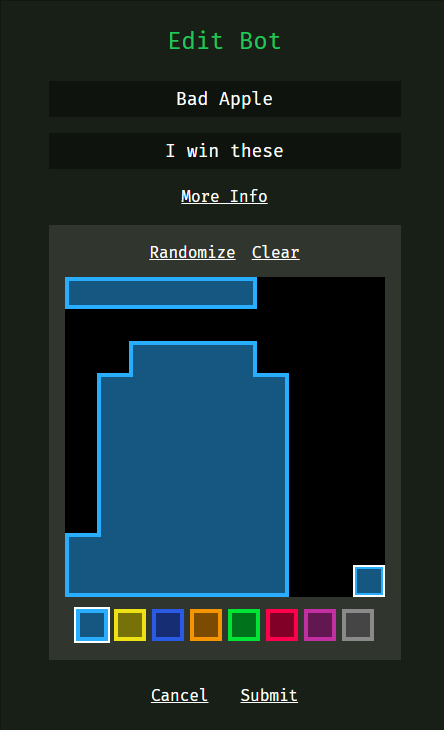 Edit Bot
Bad Apple
I win these
More Info
Randomize Clear
Cancel Submit